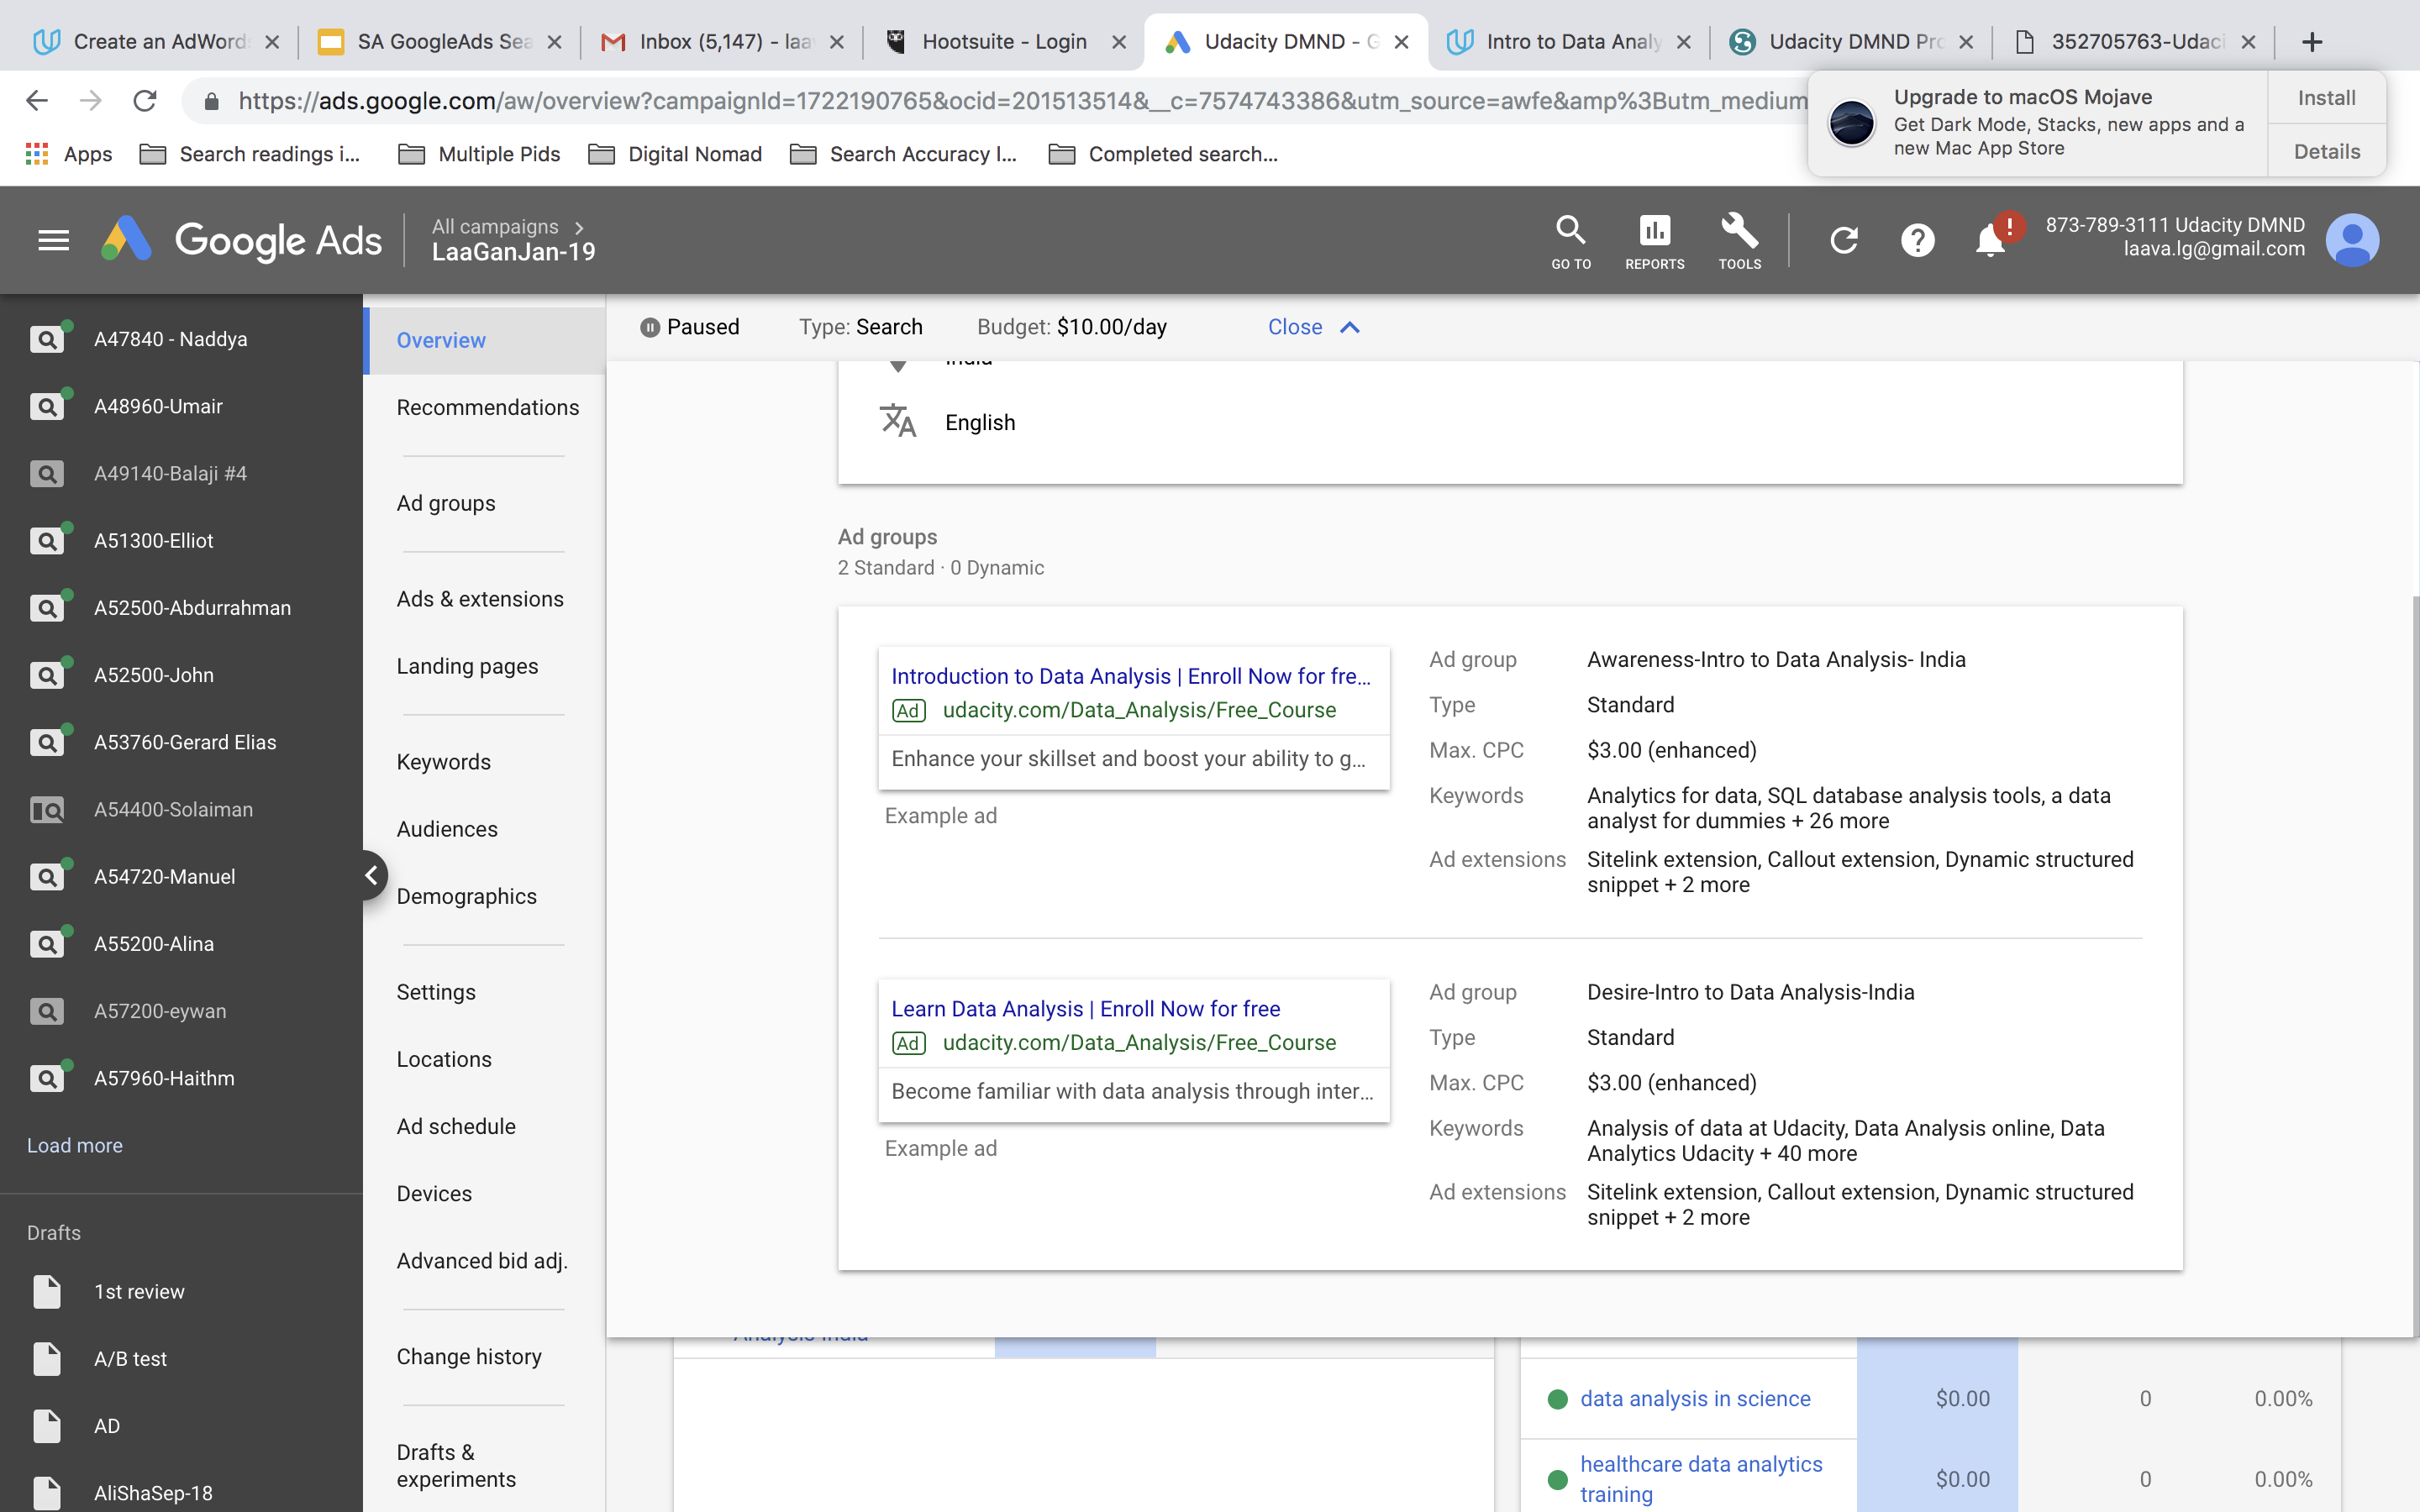 Create an AdWord
SA GoogleAds Sea
Inbox (5,147) - laa
Hootsuite - Login
Udacity DMND - G
Intro to Data Analy
Udacity DMND Pro
352705763-Udaci
https://ads.google.com/aw/overview?campaignId=1722190765&ocid=201513514&__c=7574743386&utm_source=awfe&amp%3Butm_medium
Upgrade to macOS Mojave
Get Dark Mode, Stacks, new apps and a
new Mac App Store
Install
Details
Apps
Search readings i...
Multiple Pids
Digital Nomad
Search Accuracy I...
Completed search...
Google Ads
All campaigns
LaaGanJan-19
GO TO
REPORTS
TOOLS
873-789-3111 Udacity DMND
laava.lg@gmail.com
A47840 - Naddya
A48960-Umair
A49140-Balaji #4
A51300-Elliot
A52500-Abdurrahman
A52500-John
A53760-Gerard Elias
A54400-Solaiman
A54720-Manuel
A55200-Alina
A57200-eywan
A57960-Haithm
Load more
Drafts
1st review
A/B test
AD
AliShaSep-18
Overview
Recommendations
Ad groups
Ads & extensions
Landing pages
Keywords
Audiences
Demographics
Settings
Locations
Ad schedule
Devices
Advanced bid adj.
Change history
Drafts &
experiments
Paused
Type: Search
Budget: $10.00/day
Close
India
English
Ad groups
2 Standard · 0 Dynamic
Introduction to Data Analysis | Enroll Now for fre...
Ad udacity.com/Data_Analysis/Free_Course
Enhance your skillset and boost your ability to g...
Example ad
Ad group Awareness-Intro to Data Analysis- India
Type Standard
Max. CPC $3.00 (enhanced)
Keywords Analytics for data, SQL database analysis tools, a data
analyst for dummies + 26 more
Ad extensions Sitelink extension, Callout extension, Dynamic structured
snippet + 2 more
Learn Data Analysis | Enroll Now for free
Ad udacity.com/Data_Analysis/Free_Course
Become familiar with data analysis through inter...
Example ad
Ad group Desire-Intro to Data Analysis-India
Type Standard
Max. CPC $3.00 (enhanced)
Keywords Analysis of data at Udacity, Data Analysis online, Data
Analytics Udacity + 40 more
Ad extensions Sitelink extension, Callout extension, Dynamic structured
snippet + 2 more
Analysis-India
data analysis in science $0.00 0 0.00%
healthcare data analytics
training $0.00 0 0.00%